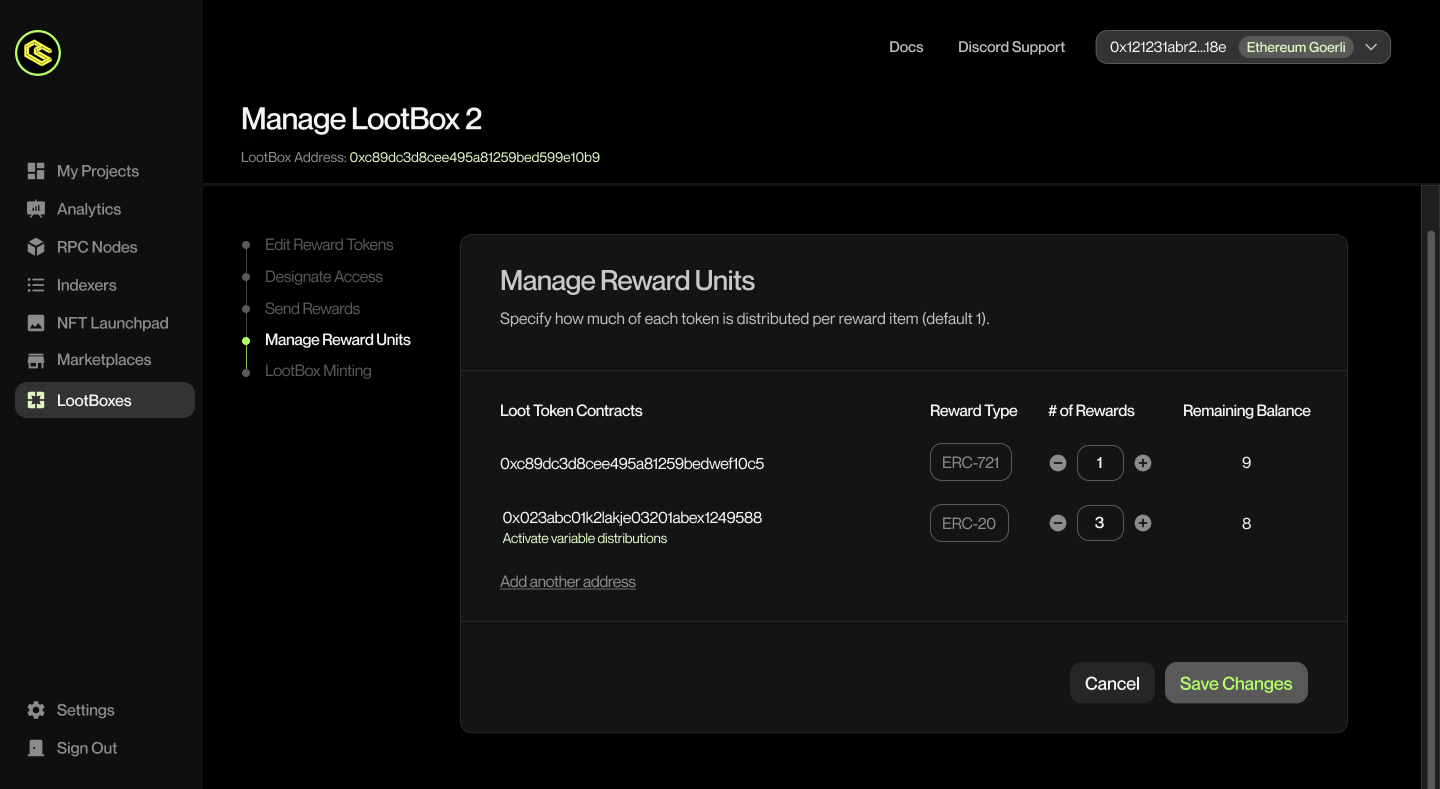 Docs
Discord Support
0x121231abr2...18e
Ethereum Goerli
Manage LootBox 2
LootBox Address: 0xc89dc3d8cee495a81259bed599e10b9
My Projects
Analytics
RPC Nodes
Indexers
NFT Launchpad
Marketplaces
LootBoxes
Settings
Sign Out
Edit Reward Tokens
Designate Access
Send Rewards
Manage Reward Units
LootBox Minting
Manage Reward Units
Specify how much of each token is distributed per reward item (default 1).
Loot Token Contracts Reward Type # of Rewards Remaining Balance
0xc89dc3d8cee495a81259bedwef10c5 ERC-721 1 9
0x023abc01k2lakje03201abex1249588 ERC-20 3 8
Activate variable distributions
Add another address
Cancel
Save Changes